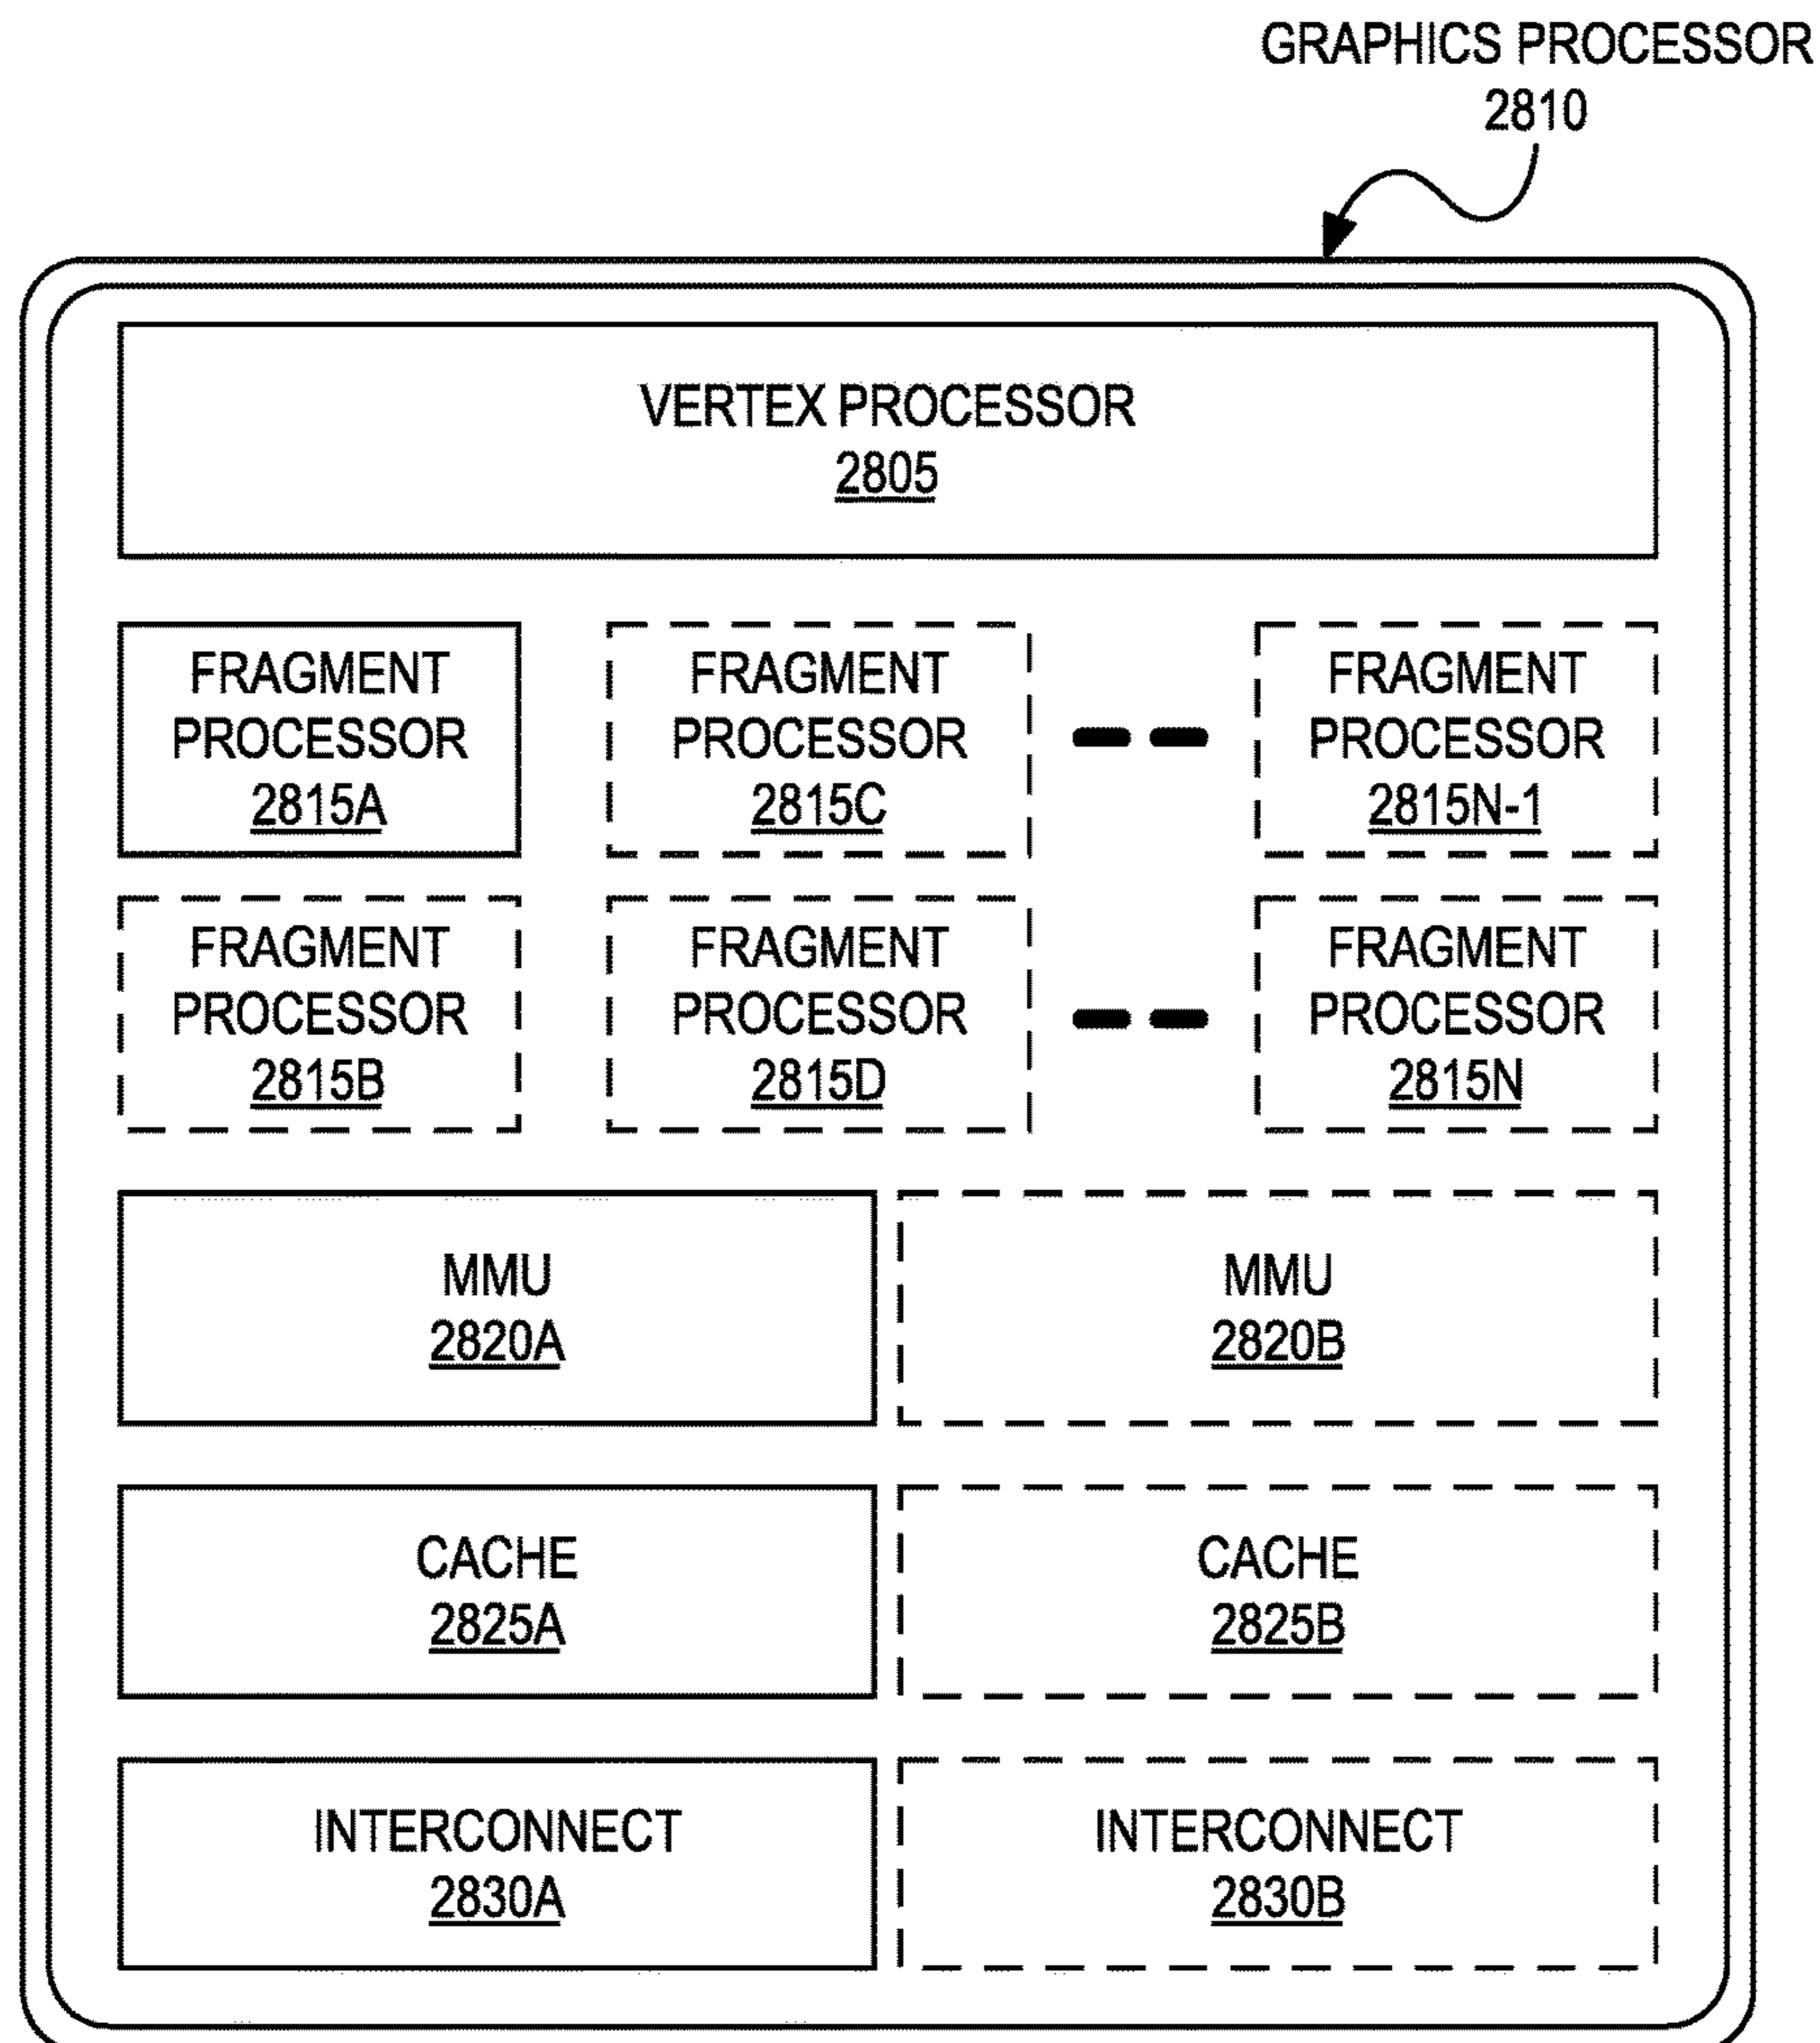 GRAPHICS PROCESSOR
2810
VERTEX PROCESSOR
2805
FRAGMENT
PROCESSOR
2815A
FRAGMENT
PROCESSOR
2815C
FRAGMENT
PROCESSOR
2815N-1
FRAGMENT
PROCESSOR
2815B
FRAGMENT
PROCESSOR
2815D
FRAGMENT
PROCESSOR
2815N
MMU
2820A
MMU
2820B
CACHE
2825A
CACHE
2825B
INTERCONNECT
2830A
INTERCONNECT
2830B